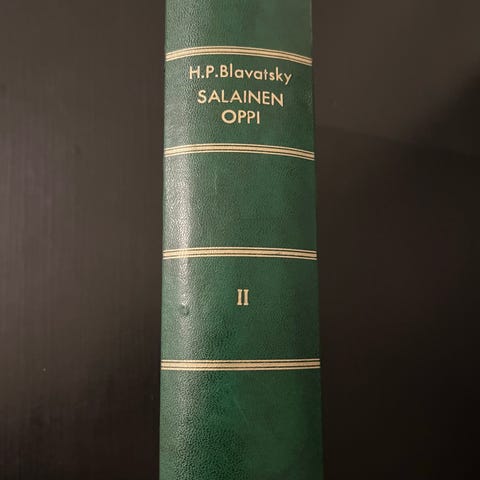 H.P.Blavatsky
SALAINEN
OPPI
II